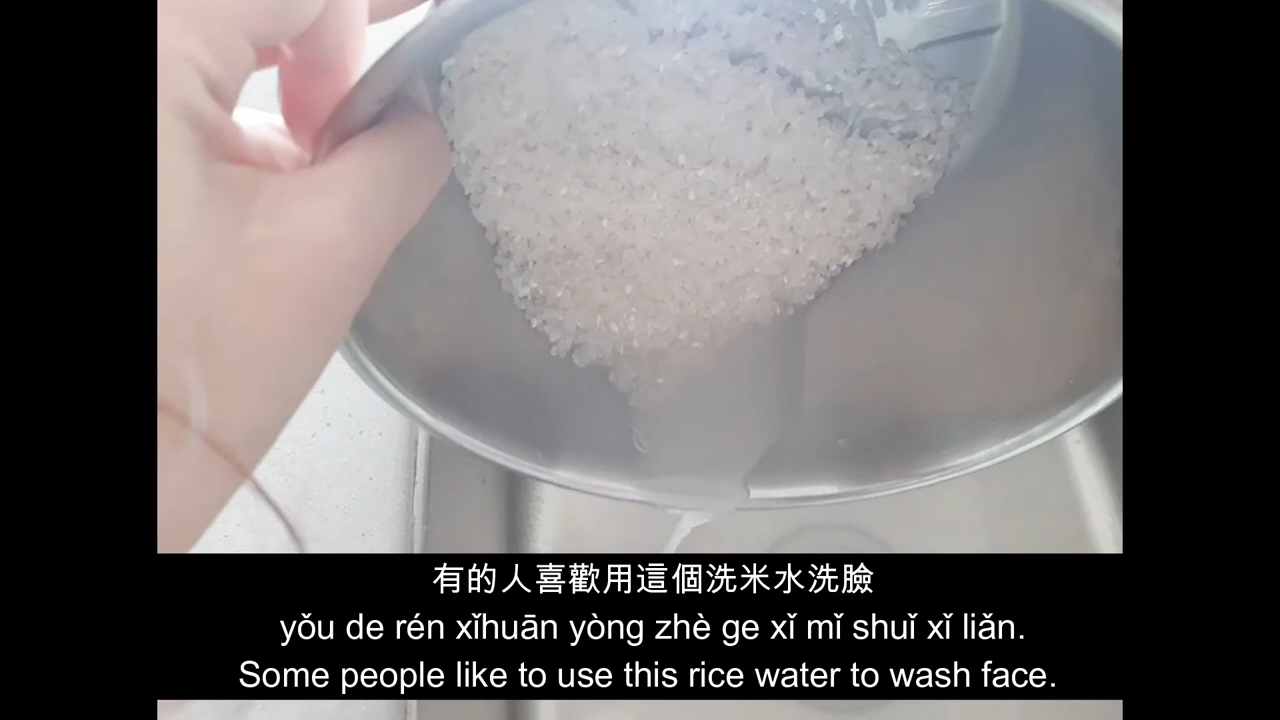 有的人喜歡用這個洗米水洗臉
yǒu de rén xǐhuān yòng zhè ge xǐ mǐ shuǐ xǐ liǎn.
Some people like to use this rice water to wash face.